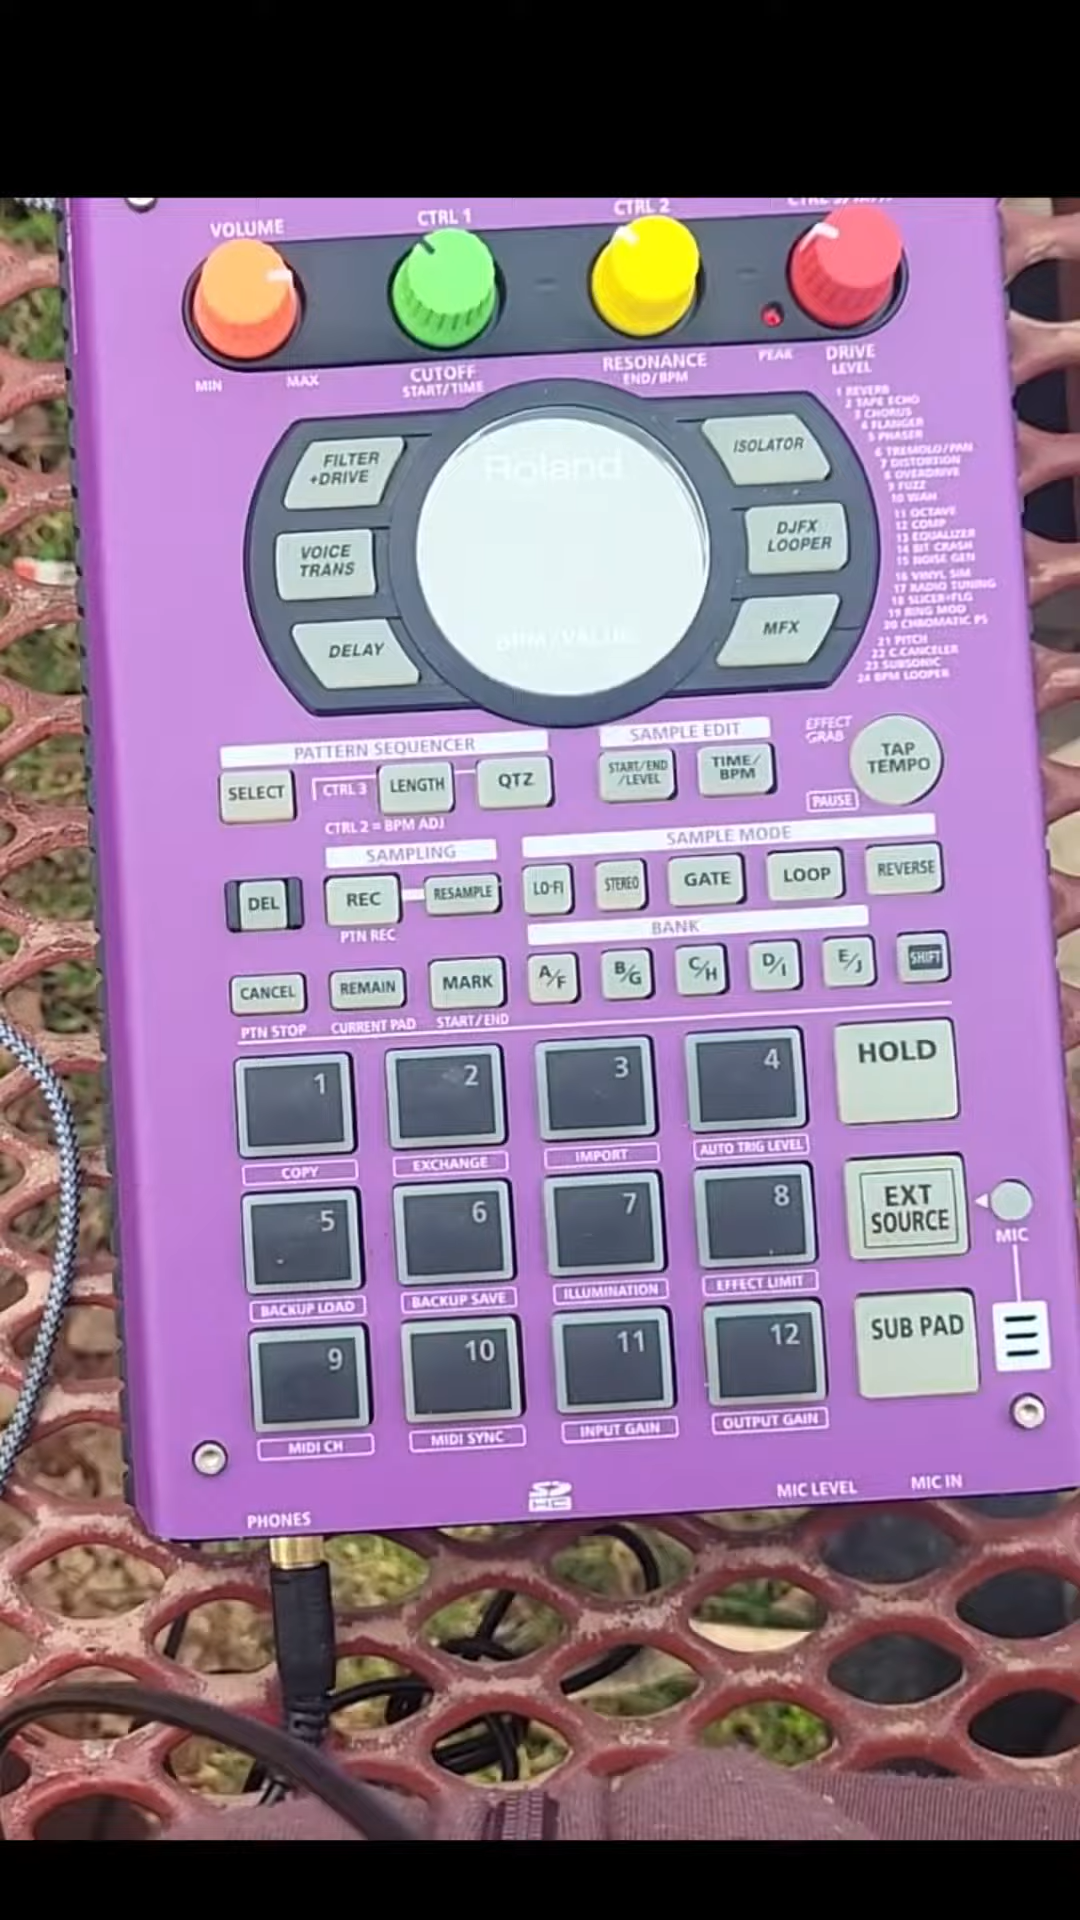 VOLUME
CTRL 1
CTRL 2
MIN
MAX
CUTOFF
START/TIME
RESONANCE
END/BPM
PEAK
DRIVE
LEVEL
FILTER
+DRIVE
VOICE
TRANS
DELAY
Roland
BPM/VALUE
ISOLATOR
DJFX
LOOPER
MFX
1 REVERB
2 TAPE ECHO
3 CHORUS
4 FLANGER
5 PHASER
6 TREMOLO/PAN
7 DISTORTION
8 OVERDRIVE
9 FUZZ
10 WAH
11 OCTAVE
12 COMP
13 EQUALIZER
14 BIT CRASH
15 NOISE GEN
16 VINYL SIM
17 RADIO TUNING
18 SLICER+FLG
19 RING MOD
20 CHROMATIC PS
21 PITCH
22 C.CANCELER
23 SUBSONIC
24 BPM LOOPER
PATTERN SEQUENCER
SAMPLE EDIT
EFFECT
GRAB
TAP
TEMPO
SELECT
CTRL 3
LENGTH
QTZ
START/END
/LEVEL
TIME/
BPM
PAUSE
CTRL 2 = BPM ADJ
SAMPLING
SAMPLE MODE
DEL
REC
RESAMPLE
LO-FI
STEREO
GATE
LOOP
REVERSE
PTN REC
BANK
CANCEL
REMAIN
MARK
A/F
B/G
C/H
D/I
E/J
SHIFT
PTN STOP
CURRENT PAD
START/END
1
2
3
4
HOLD
COPY
EXCHANGE
IMPORT
AUTO TRIG LEVEL
5
6
7
8
EXT
SOURCE
MIC
BACKUP LOAD
BACKUP SAVE
ILLUMINATION
EFFECT LIMIT
9
10
11
12
SUB PAD
MIDI CH
MIDI SYNC
INPUT GAIN
OUTPUT GAIN
PHONES
SD
HC
MIC LEVEL
MIC IN